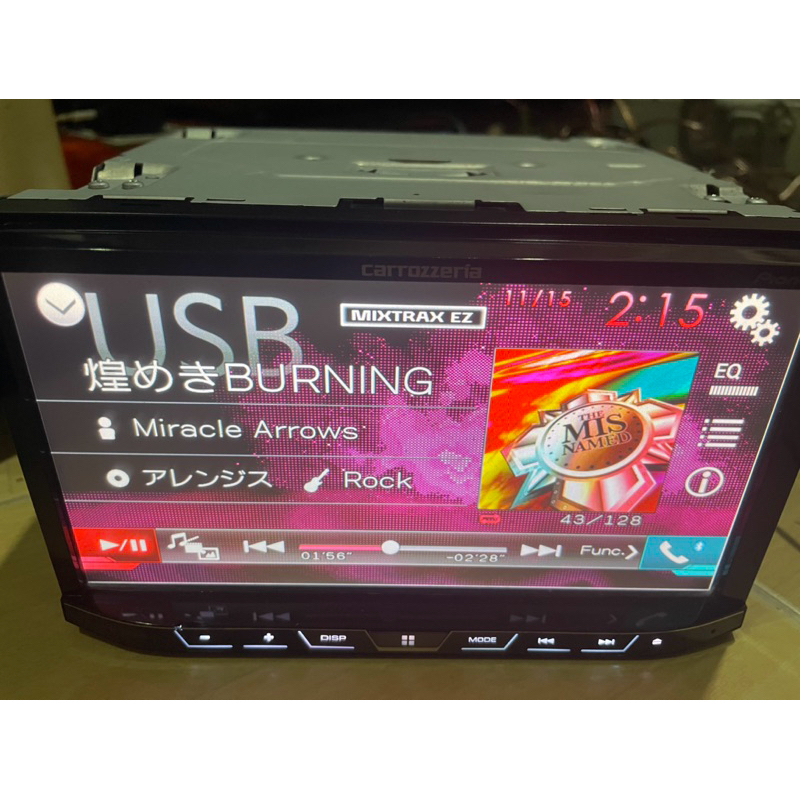 carrozzeria
Pioneer
USB
MIXTRAX EZ
11/15
2:15
煌めきBURNING
EQ
Miracle Arrows
THE
MIS
NAMED
アレンジス
Rock
43/128
01'56"
-02'28"
Func.
DISP
MODE